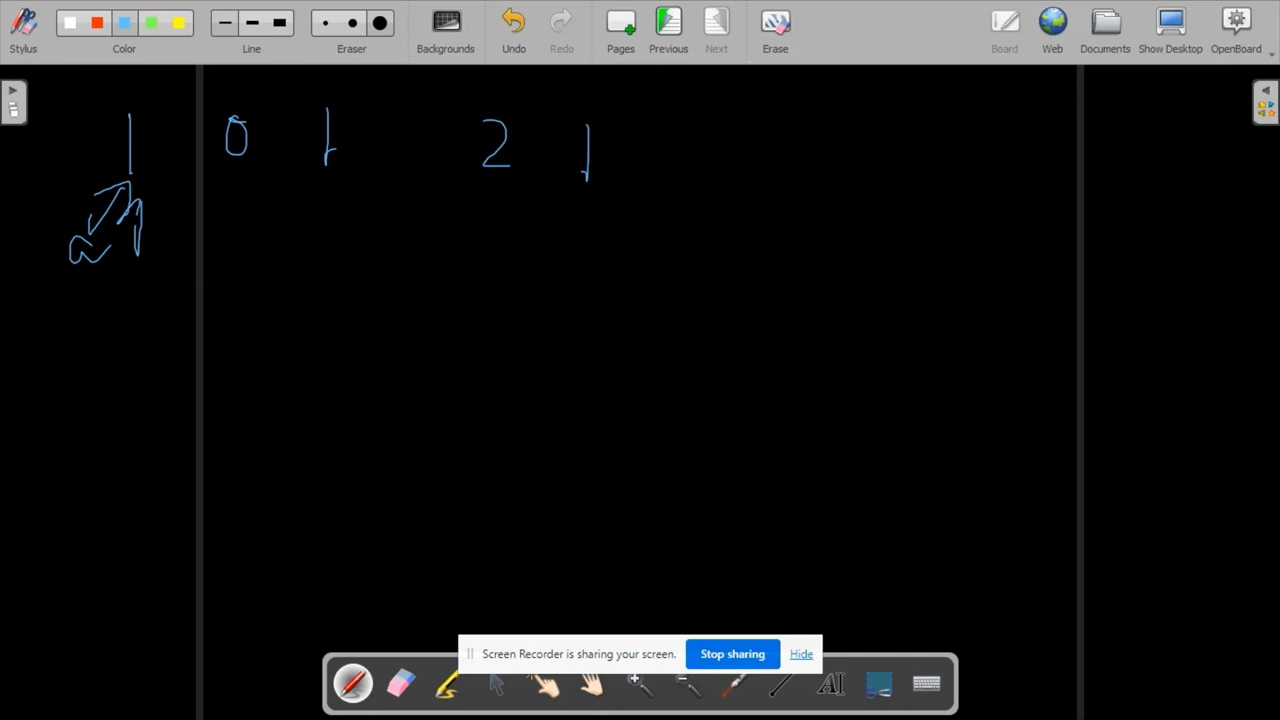 Stylus Color Line Eraser Backgrounds Undo Redo Pages Previous Next Erase Board Web Documents Show Desktop OpenBoard
1 0 1 2 1
Screen Recorder is sharing your screen. Stop sharing Hide
AI